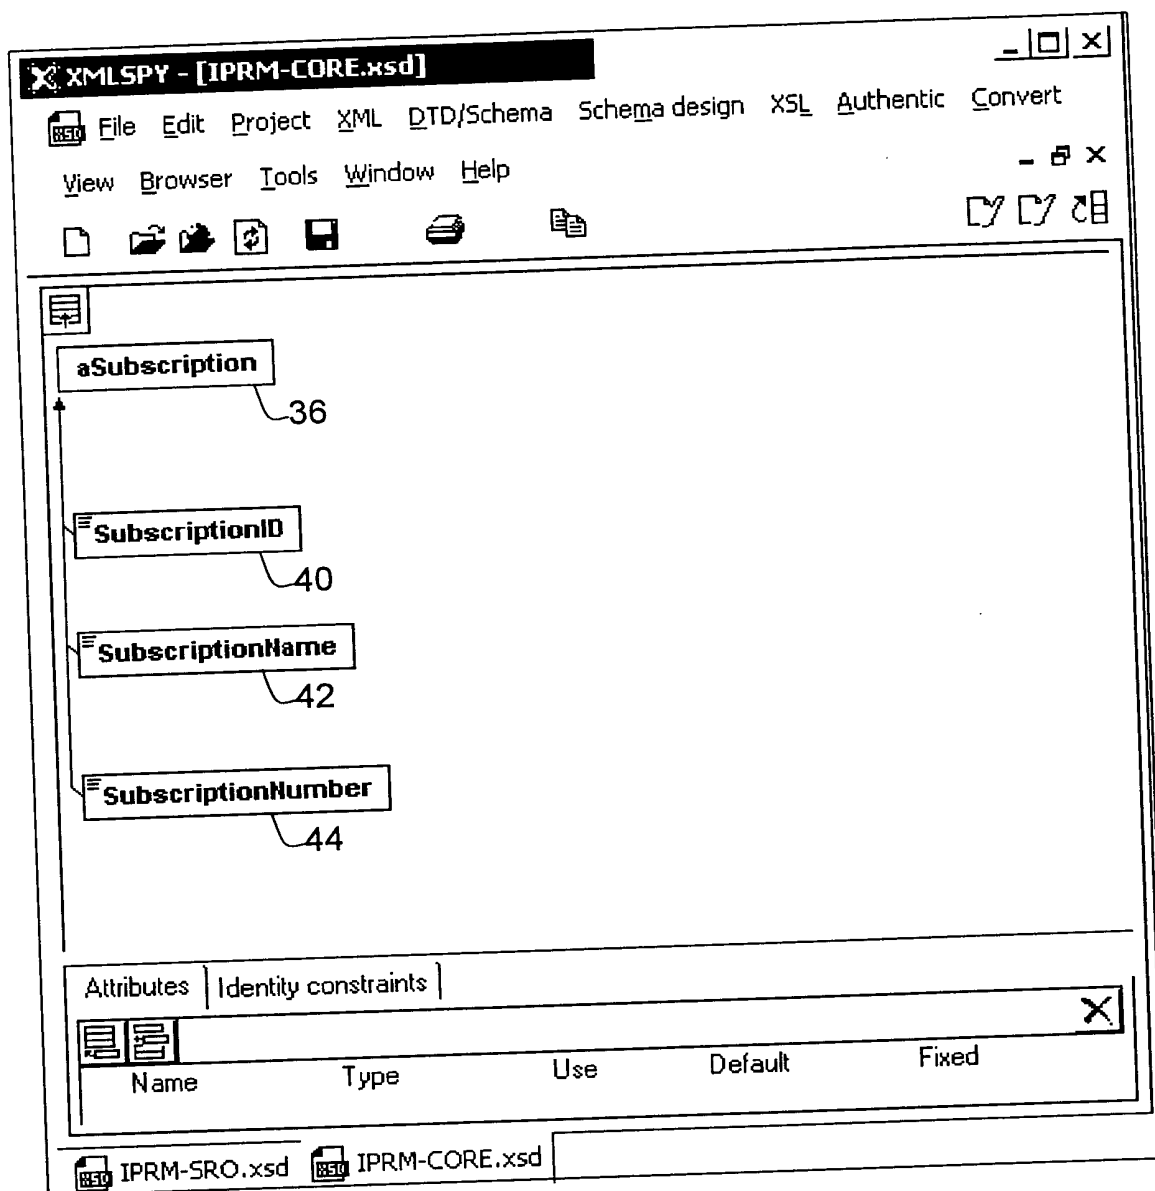 XMLSPY - [IPRM-CORE.xsd]
File Edit Project XML DTD/Schema Schema design XSL Authentic Convert
View Browser Tools Window Help
aSubscription
36
SubscriptionID
40
SubscriptionName
42
SubscriptionNumber
44
Attributes Identity constraints
Name Type Use Default Fixed
IPRM-SRO.xsd IPRM-CORE.xsd